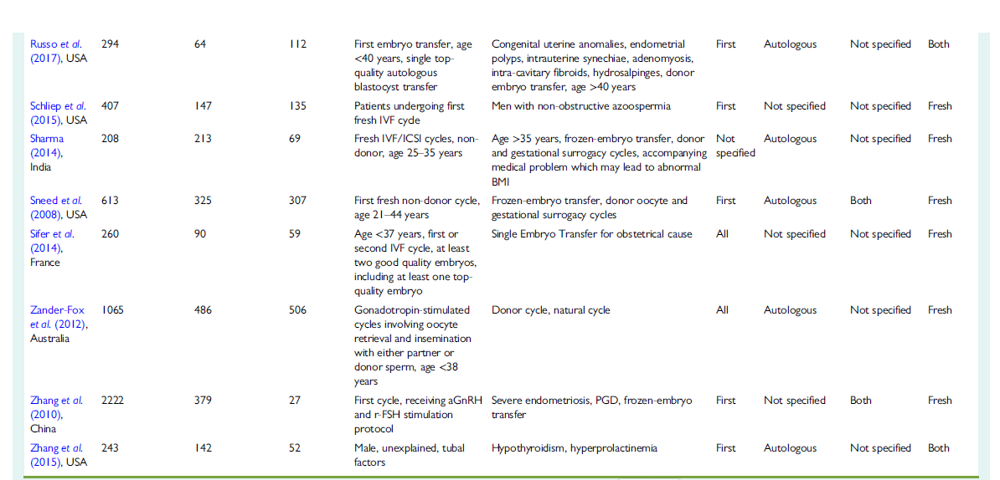 Russo et al. 294 64 112 First embryo transfer, age Congenital uterine anomalies, endometrial First Autologous Not specified Both
(2017), USA <40 years, single top- polyps, intrauterine synechiae, adenomyosis,
quality autologous intra-cavitary fibroids, hydrosalpinges, donor
blastocyst transfer embryo transfer, age >40 years
Schliep et al. 407 147 135 Patients undergoing first Men with non-obstructive azoospermia First Not specified Not specified Fresh
(2015), USA fresh IVF cycle
Sharma 208 213 69 Fresh IVF/ICSI cycles, non- Age >35 years, frozen-embryo transfer, donor Not Autologous Not specified Fresh
(2014), donor, age 25–35 years and gestational surrogacy cycles, accompanying specified
India medical problem which may lead to abnormal
BMI
Sneed et al. 613 325 307 First fresh non-donor cycle, Frozen-embryo transfer, donor oocyte and First Autologous Both Fresh
(2008), USA age 21–44 years gestational surrogacy cycles
Sifer et al. 260 90 59 Age <37 years, first or Single Embryo Transfer for obstetrical cause All Not specified Not specified Fresh
(2014), second IVF cycle, at least
France two good quality embryos,
including at least one top-
quality embryo
Zander-Fox 1065 486 506 Gonadotropin-stimulated Donor cycle, natural cycle All Autologous Not specified Fresh
et al. (2012), cycles involving oocyte
Australia retrieval and insemination
with either partner or
donor sperm, age <38
years
Zhang et al. 2222 379 27 First cycle, receiving aGnRH Severe endometriosis, PGD, frozen-embryo First Not specified Both Fresh
(2010), and r-FSH stimulation transfer
China protocol
Zhang et al. 243 142 52 Male, unexplained, tubal Hypothyroidism, hyperprolactinemia First Autologous Not specified Both
(2015), USA factors